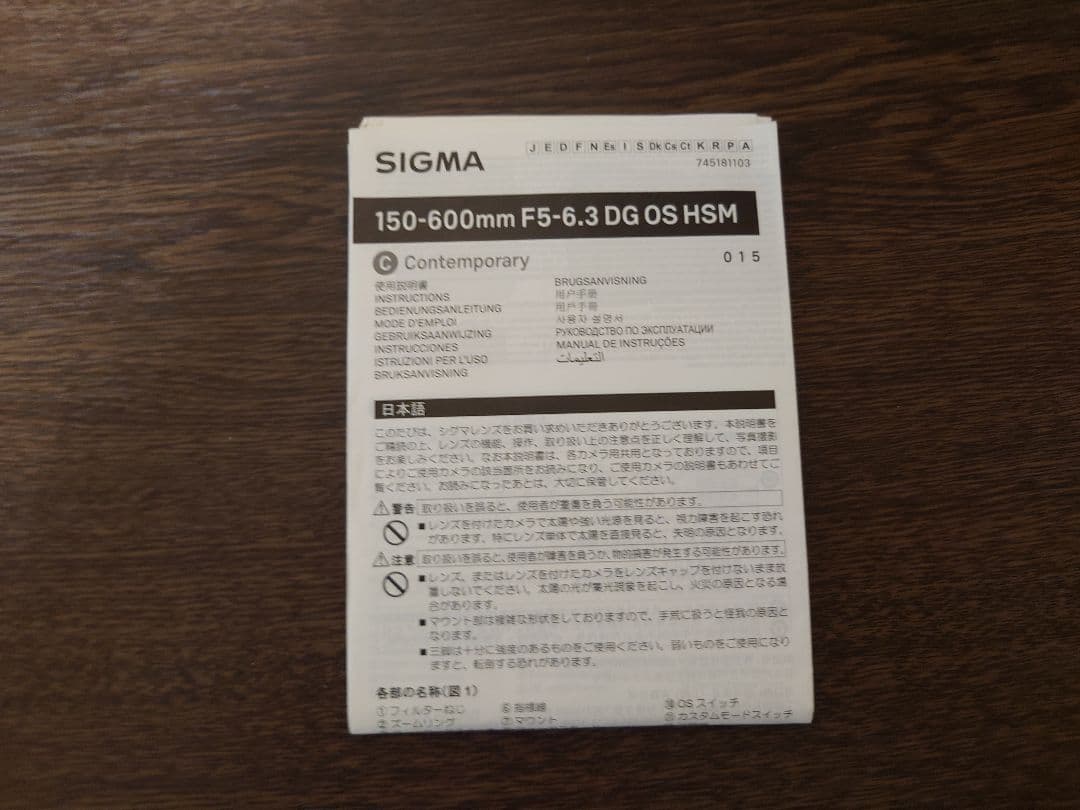 SIGMA
J E D F N Es I S Dk Cs Ct K R P A
745181103
150-600mm F5-6.3 DG OS HSM
C Contemporary
015
使用説明書
INSTRUCTIONS
BEDIENUNGSANLEITUNG
MODE D'EMPLOI
GEBRUIKSAANWIJZING
INSTRUCCIONES
ISTRUZIONI PER L'USO
BRUKSANVISNING
BRUGSANVISNING
用户手册
用戶手冊
사용자 설명서
РУКОВОДСТВО ПО ЭКСПЛУАТАЦИИ
MANUAL DE INSTRUÇÕES
التعليمات
日本語
このたびは、シグマレンズをお買い求めいただきありがとうございます。本説明書を
ご精読の上、レンズの機能、操作、取り扱い上の注意点を正しく理解して、写真撮影
をお楽しみください。なお本説明書は、各カメラ用共用となっておりますので、項目
によりご使用カメラの該当箇所をお読みになり、ご使用カメラの説明書もあわせてご
覧ください。お読みになったあとは、大切に保管してください。
⚠警告 取り扱いを誤ると、使用者が重傷を負う可能性があります。
■レンズを付けたカメラで太陽や強い光源を見ると、視力障害を起こす恐れ
があります。特にレンズ単体で太陽を直接見ると、失明の原因となります。
⚠注意 取り扱いを誤ると、使用者が障害を負うか、物的損害が発生する可能性があります。
■レンズ、またはレンズを付けたカメラをレンズキャップを付けないまま放
置しないでください。太陽の光が集光現象を起こし、火災の原因となる場
合があります。
■マウント部は複雑な形状をしておりますので、手荒に扱うと怪我の原因と
なります。
■三脚は十分に強度のあるものをご使用ください。弱いものをご使用になり
ますと、転倒する恐れがあります。
各部の名称(図1)
①フィルターねじ
②ズームリング
⑥指標線
⑦マウント
⑩OSスイッチ
⑪カスタムモードスイッチ